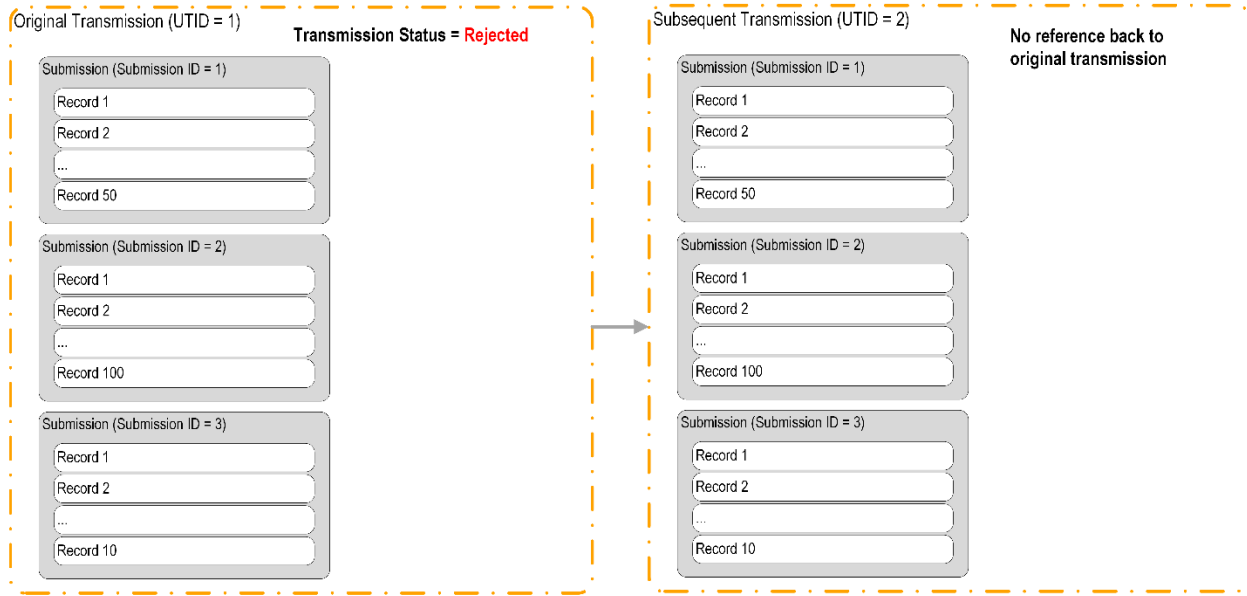 Original Transmission (UTID = 1)
Transmission Status = Rejected
Submission (Submission ID = 1)
Record 1
Record 2
...
Record 50
Submission (Submission ID = 2)
Record 1
Record 2
...
Record 100
Submission (Submission ID = 3)
Record 1
Record 2
...
Record 10
Subsequent Transmission (UTID = 2)
No reference back to
original transmission
Submission (Submission ID = 1)
Record 1
Record 2
...
Record 50
Submission (Submission ID = 2)
Record 1
Record 2
...
Record 100
Submission (Submission ID = 3)
Record 1
Record 2
...
Record 10